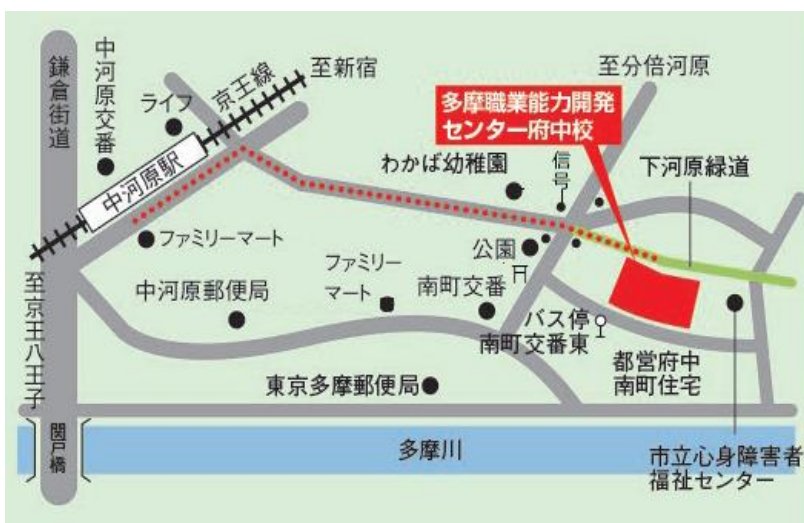 鎌倉街道
中河原交番
ライフ
京王線
至新宿
中河原駅
至分倍河原
多摩職業能力開発
センター府中校
わかば幼稚園
信号
下河原緑道
ファミリーマート
公園
ファミリー
マート
南町交番
中河原郵便局
バス停
南町交番東
至京王八王子
都営府中
南町住宅
東京多摩郵便局
関戸橋
多摩川
市立心身障害者
福祉センター